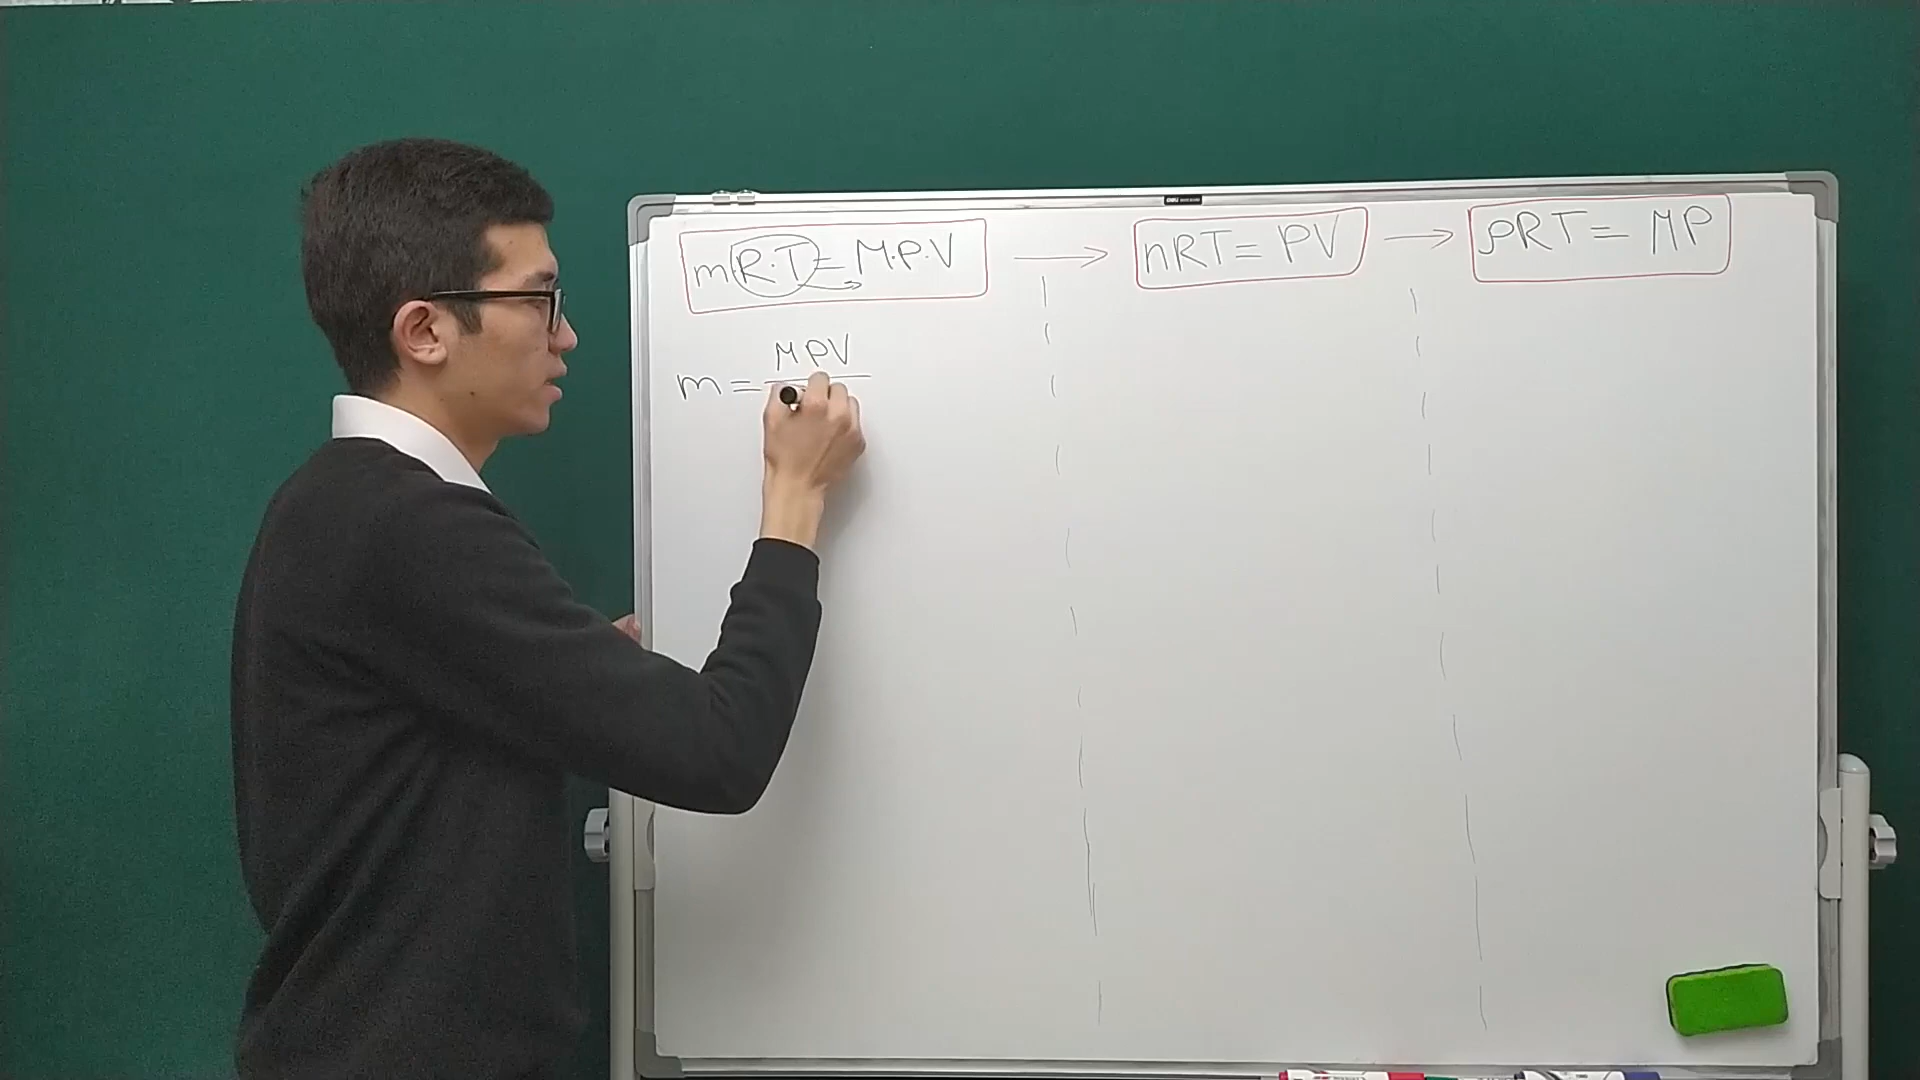 m·R·T = M·P·V → nRT = PV → ρRT = MP
m = MPV